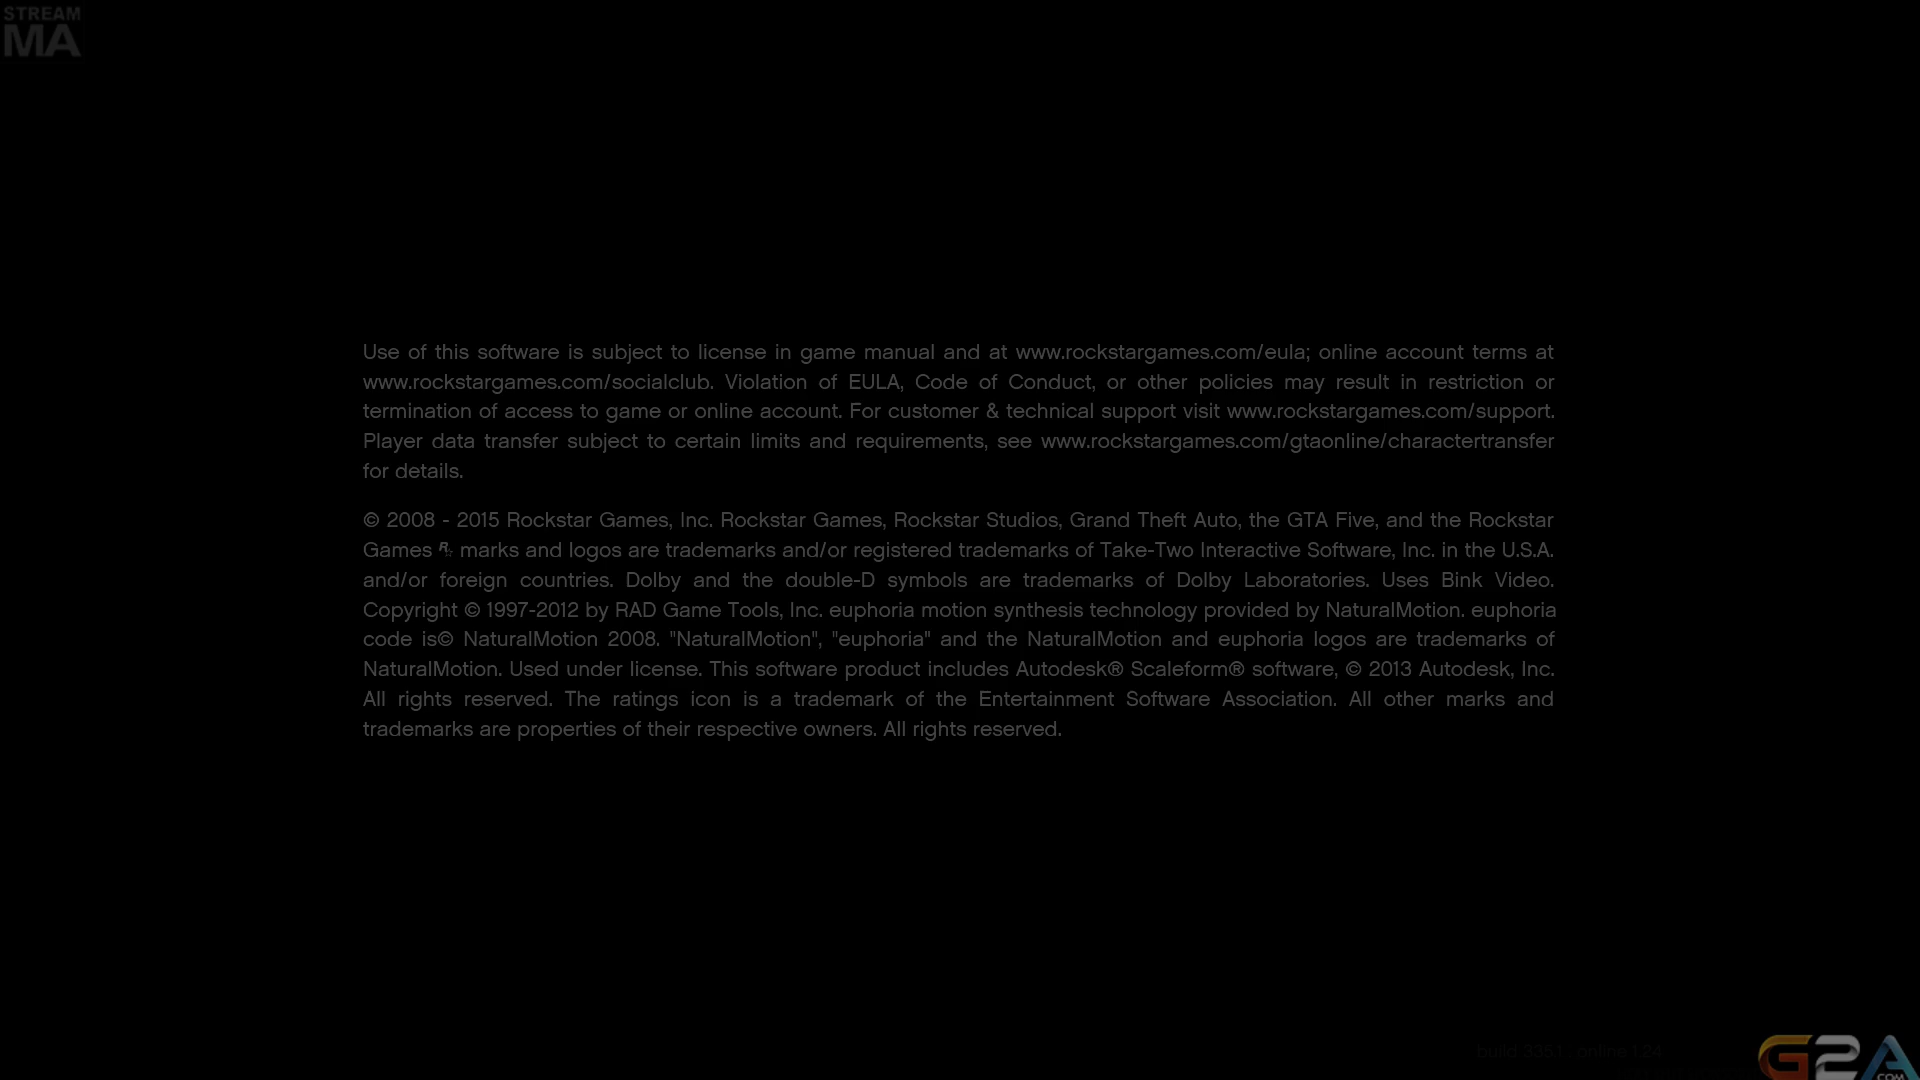 STREAM
MA
Use of this software is subject to license in game manual and at www.rockstargames.com/eula; online account terms at
www.rockstargames.com/socialclub. Violation of EULA, Code of Conduct, or other policies may result in restriction or
termination of access to game or online account. For customer & technical support visit www.rockstargames.com/support.
Player data transfer subject to certain limits and requirements, see www.rockstargames.com/gtaonline/charactertransfer
for details.
© 2008 - 2015 Rockstar Games, Inc. Rockstar Games, Rockstar Studios, Grand Theft Auto, the GTA Five, and the Rockstar
Games R* marks and logos are trademarks and/or registered trademarks of Take-Two Interactive Software, Inc. in the U.S.A.
and/or foreign countries. Dolby and the double-D symbols are trademarks of Dolby Laboratories. Uses Bink Video.
Copyright © 1997-2012 by RAD Game Tools, Inc. euphoria motion synthesis technology provided by NaturalMotion. euphoria
code is© NaturalMotion 2008. "NaturalMotion", "euphoria" and the NaturalMotion and euphoria logos are trademarks of
NaturalMotion. Used under license. This software product includes Autodesk® Scaleform® software, © 2013 Autodesk, Inc.
All rights reserved. The ratings icon is a trademark of the Entertainment Software Association. All other marks and
trademarks are properties of their respective owners. All rights reserved.
build 3351, online 1.24
G2A
.COM